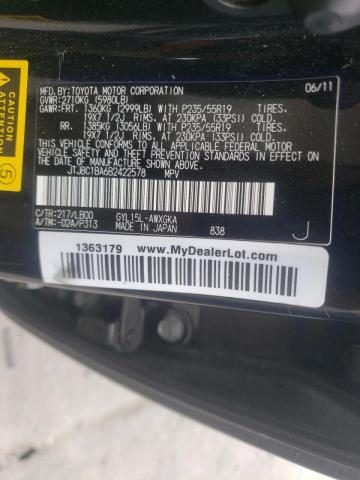 MFD.BY:TOYOTA MOTOR CORPORATION 06/11
GVWR:2710KG (5980LB)
GAWR:FRT. 1360KG (2999LB) WITH P235/55R19 TIRES,
19X7 1/2J RIMS, AT 230KPA (33PSI) COLD
RR. 1385KG (3056LB) WITH P235/55R19 TIRES,
19X7 1/2J RIMS, AT 230KPA (33PSI) COLD
THIS VEHICLE CONFORMS TO ALL APPLICABLE FEDERAL MOTOR
VEHICLE SAFETY AND THEFT PREVENTION STANDARDS IN
EFFECT ON THE DATE OF MANUFACTURE SHOWN ABOVE.
JTJBC1BA6B2422578 MPV
C/TR:217/LB00 GYL15L-AWXGKA J
A/TM:-02A/P313 MADE IN JAPAN 838
5
1363179 www.MyDealerLot.com